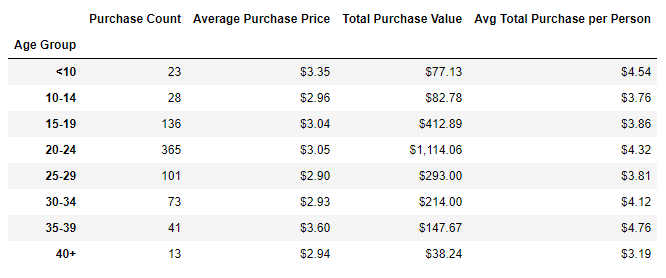 Purchase Count Average Purchase Price Total Purchase Value Avg Total Purchase per Person
Age Group
<10 23 $3.35 $77.13 $4.54
10-14 28 $2.96 $82.78 $3.76
15-19 136 $3.04 $412.89 $3.86
20-24 365 $3.05 $1,114.06 $4.32
25-29 101 $2.90 $293.00 $3.81
30-34 73 $2.93 $214.00 $4.12
35-39 41 $3.60 $147.67 $4.76
40+ 13 $2.94 $38.24 $3.19